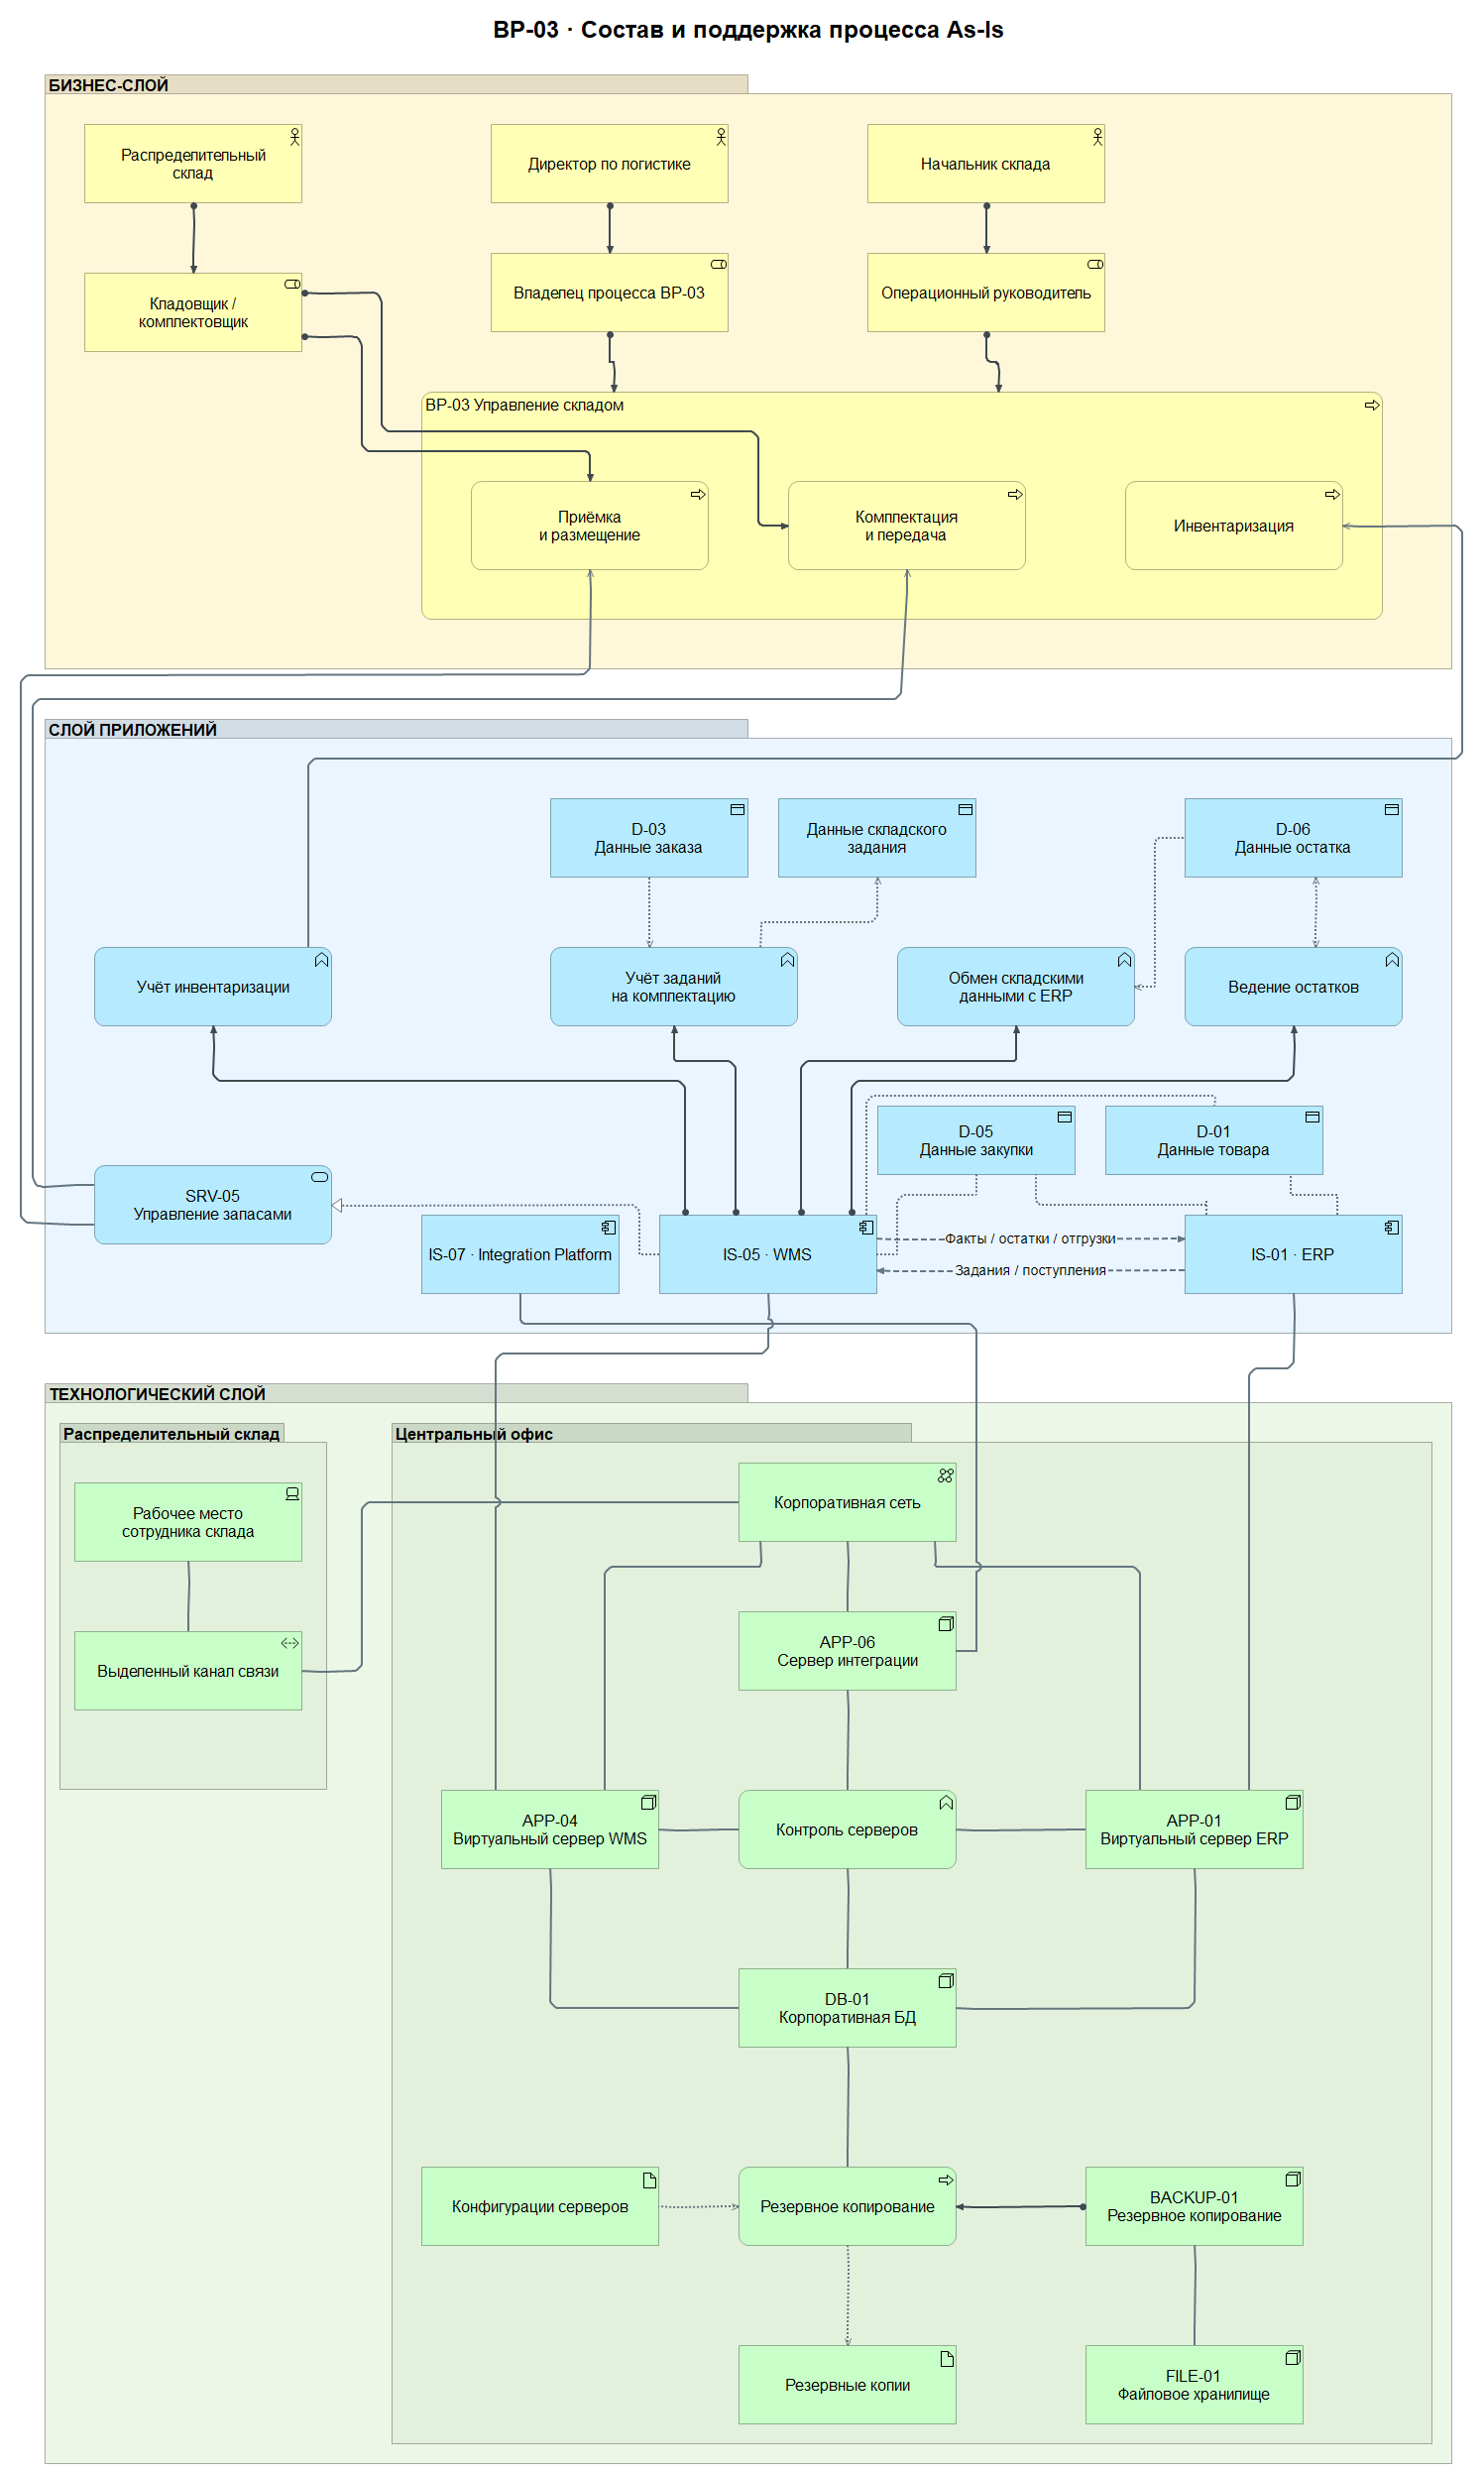 BP-03 · Состав и поддержка процесса As-Is
БИЗНЕС-СЛОЙ
Распределительный
склад
Директор по логистике
Начальник склада
Кладовщик /
комплектовщик
Владелец процесса BP-03
Операционный руководитель
BP-03 Управление складом
Приёмка
и размещение
Комплектация
и передача
Инвентаризация
СЛОЙ ПРИЛОЖЕНИЙ
D-03
Данные заказа
Данные складского
задания
D-06
Данные остатка
Учёт инвентаризации
Учёт заданий
на комплектацию
Обмен складскими
данными с ERP
Ведение остатков
D-05
Данные закупки
D-01
Данные товара
SRV-05
Управление запасами
IS-07 · Integration Platform
IS-05 · WMS
Факты / остатки / отгрузки
Задания / поступления
IS-01 · ERP
ТЕХНОЛОГИЧЕСКИЙ СЛОЙ
Распределительный склад
Центральный офис
Рабочее место
сотрудника склада
Корпоративная сеть
Выделенный канал связи
APP-06
Сервер интеграции
APP-04
Виртуальный сервер WMS
Контроль серверов
APP-01
Виртуальный сервер ERP
DB-01
Корпоративная БД
Конфигурации серверов
Резервное копирование
BACKUP-01
Резервное копирование
Резервные копии
FILE-01
Файловое хранилище